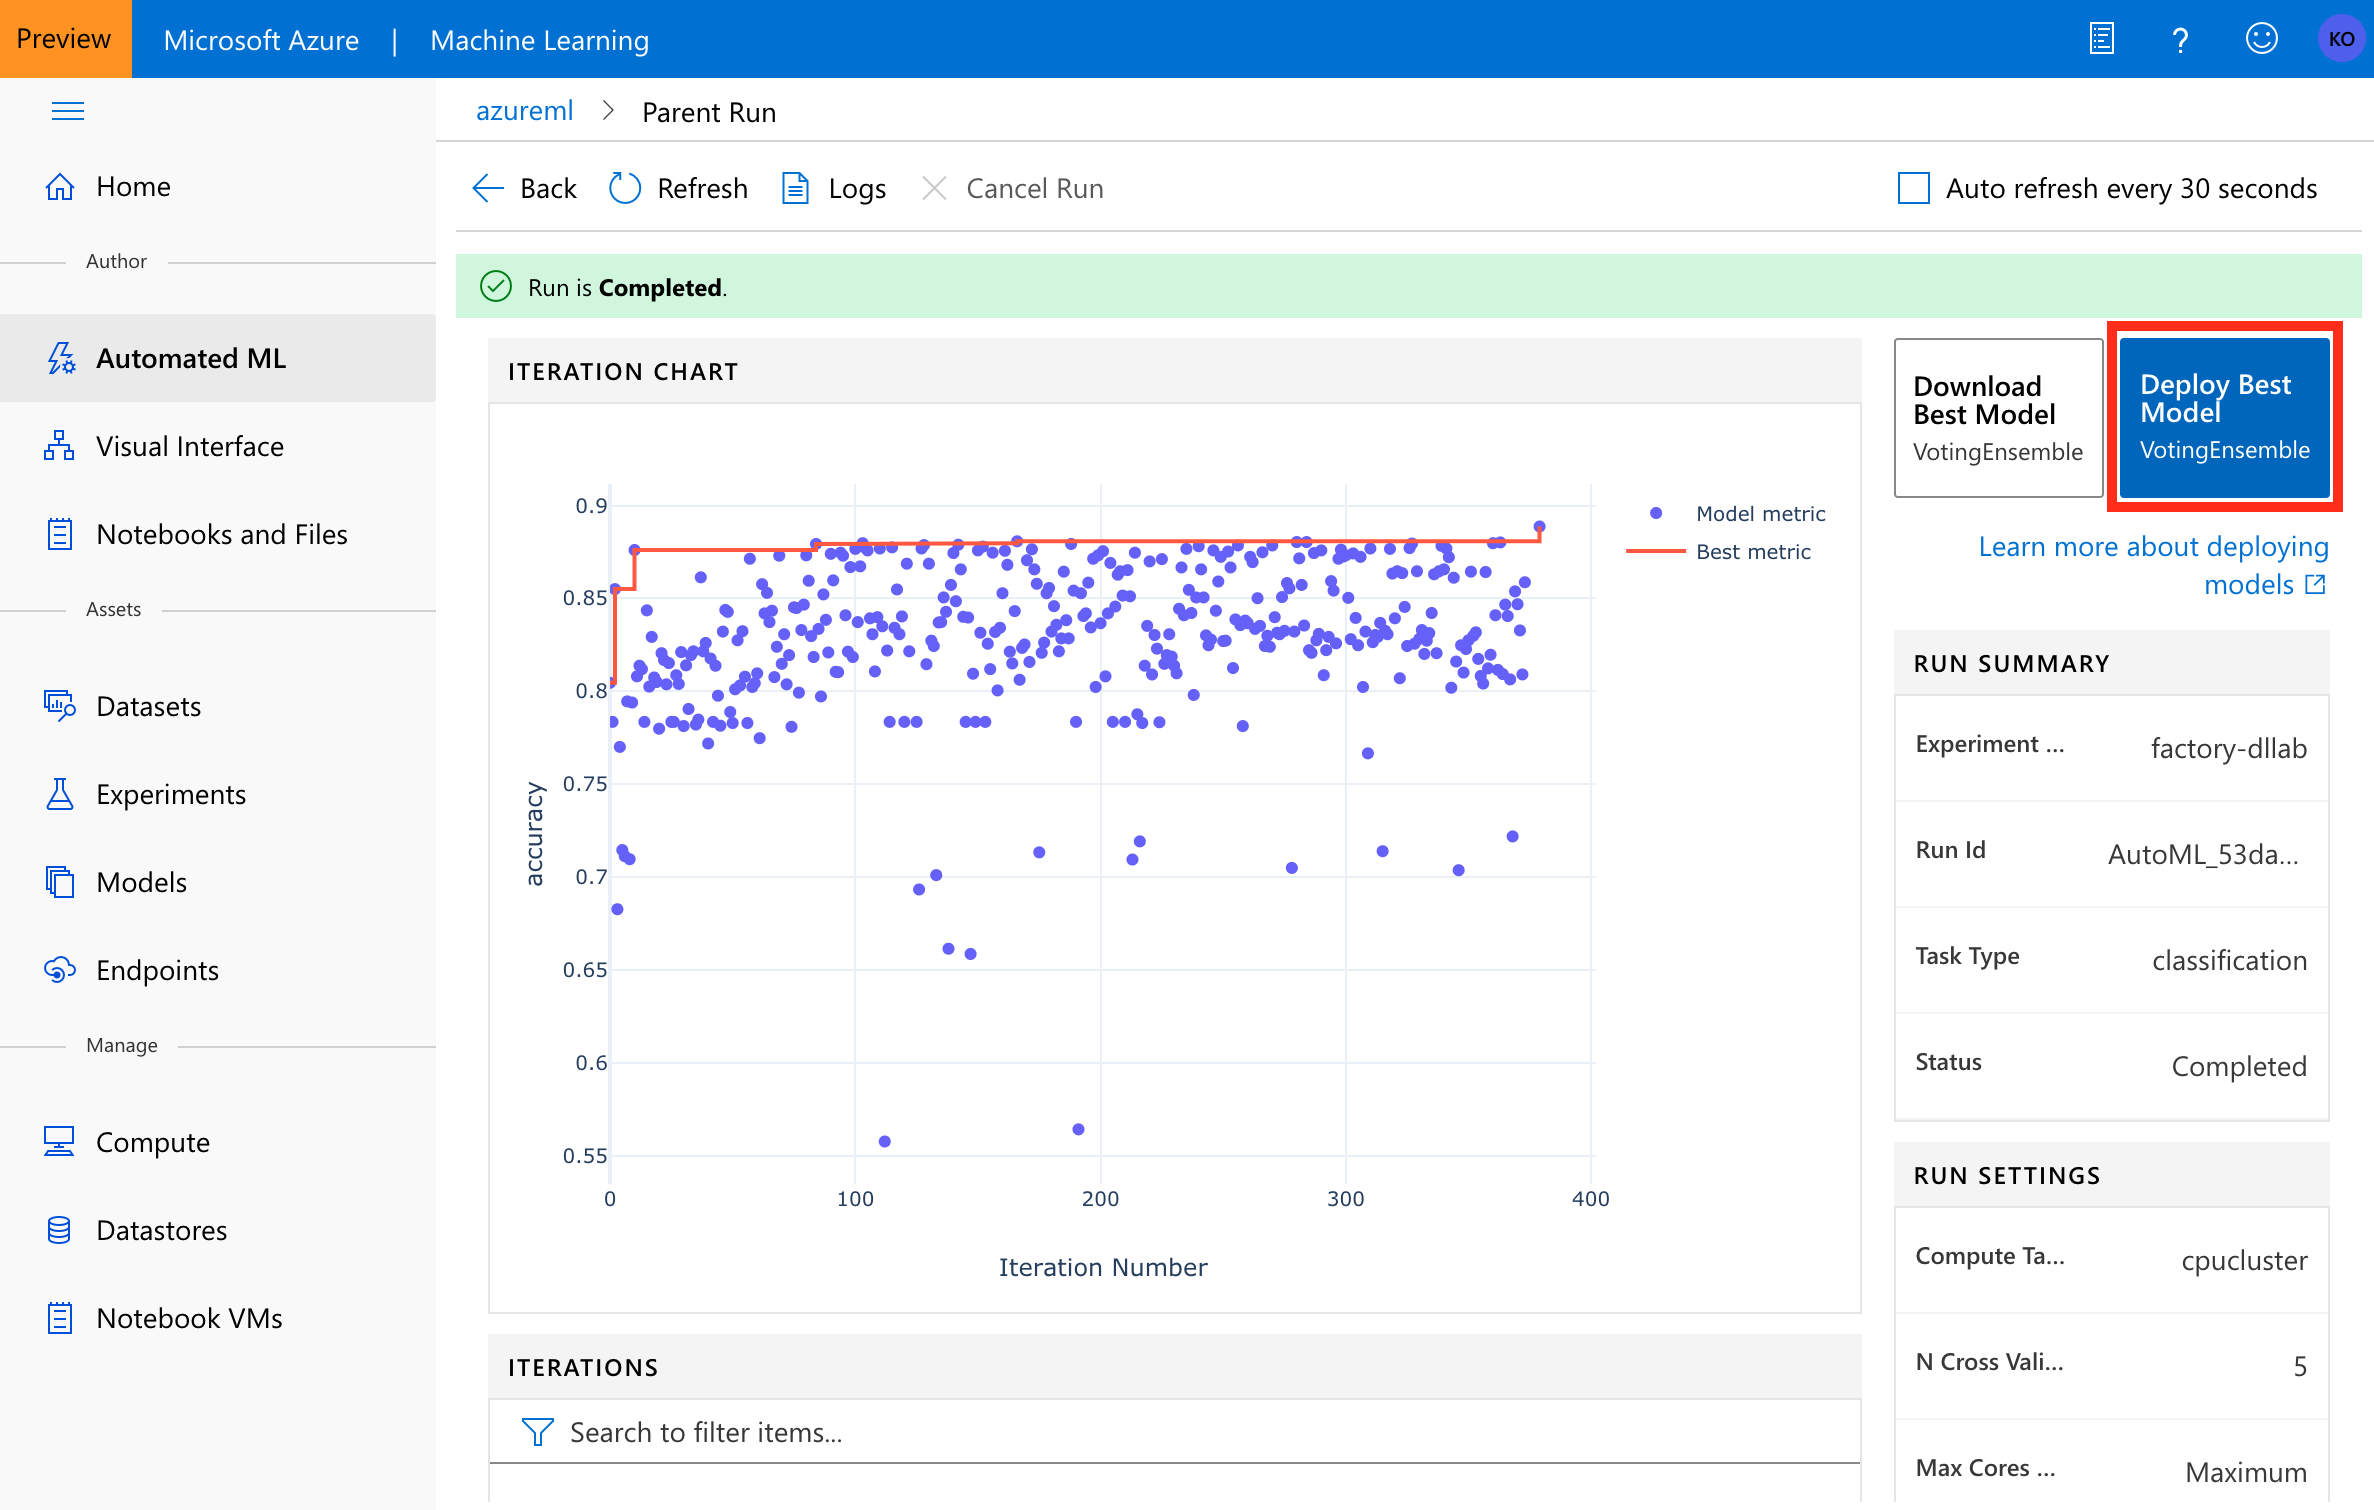 Preview
Microsoft Azure | Machine Learning
?
KO
azureml > Parent Run
Home
Author
Automated ML
Visual Interface
Notebooks and Files
Assets
Datasets
Experiments
Models
Endpoints
Manage
Compute
Datastores
Notebook VMs
Back
Refresh
Logs
Cancel Run
Auto refresh every 30 seconds
Run is Completed.
ITERATION CHART
0.9
0.85
0.8
0.75
0.7
0.65
0.6
0.55
accuracy
0
100
200
300
400
Iteration Number
Model metric
Best metric
ITERATIONS
Search to filter items...
Download
Best Model
VotingEnsemble
Deploy Best
Model
VotingEnsemble
Learn more about deploying
models
RUN SUMMARY
Experiment ... factory-dllab
Run Id AutoML_53da...
Task Type classification
Status Completed
RUN SETTINGS
Compute Ta... cpucluster
N Cross Vali... 5
Max Cores ... Maximum